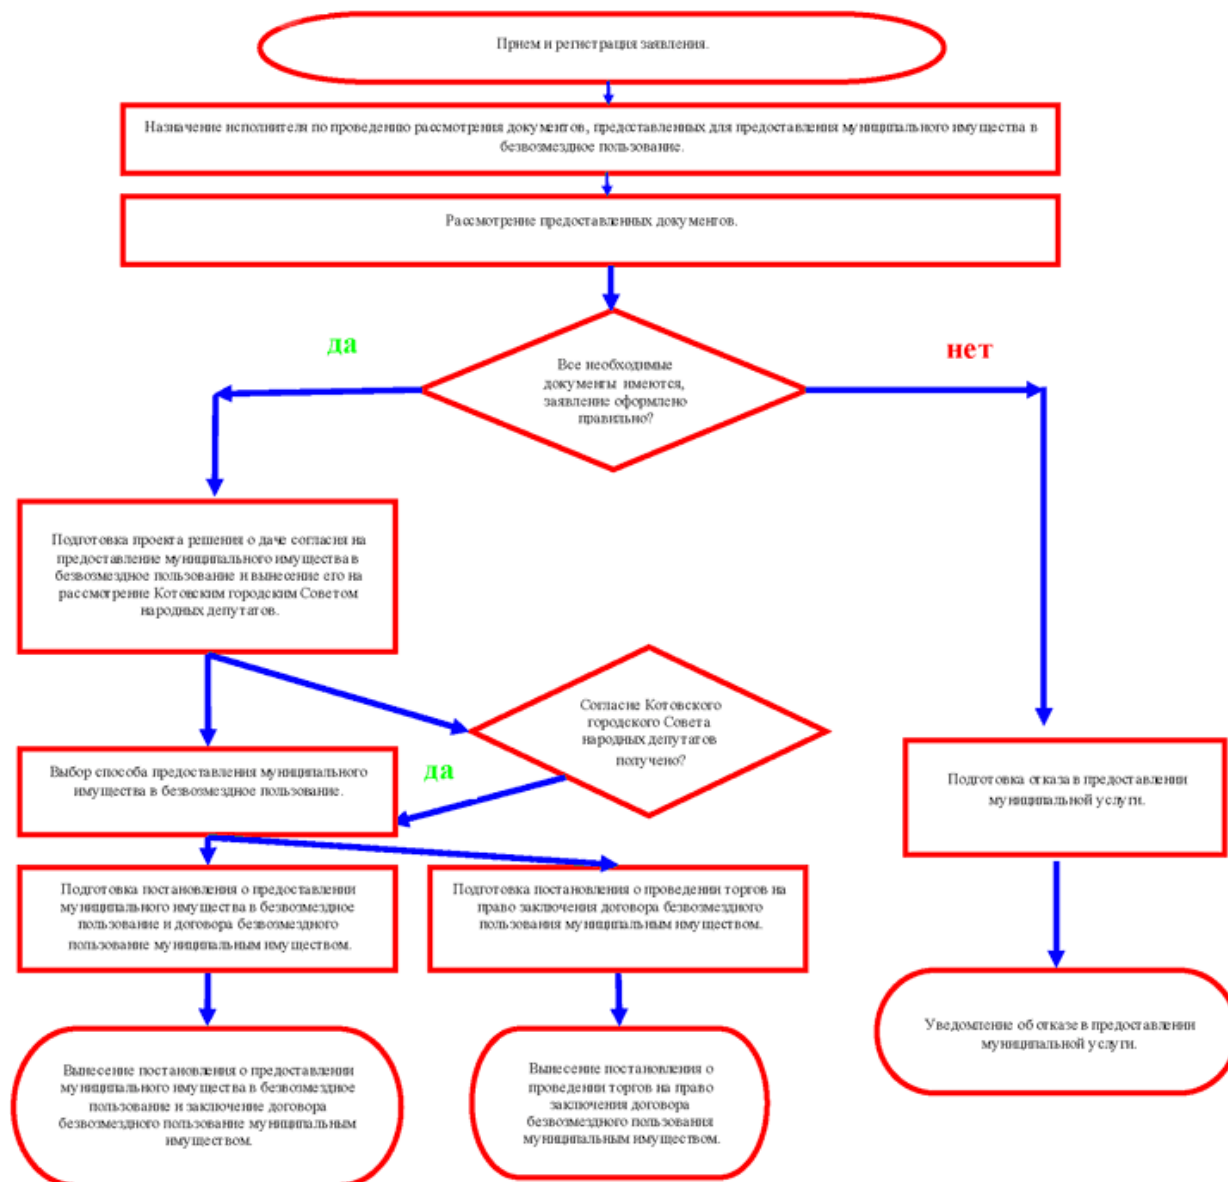 Прием и регистрация заявления.
Назначение исполнителя по проведению рассмотрения документов, предоставленных для предоставления муниципального имущества в
безвозмездное пользование.
Рассмотрение предоставленных документов.
да
нет
Все необходимые
документы имеются,
заявление оформлено
правильно?
Подготовка проекта решения о даче согласия на
предоставление муниципального имущества в
безвозмездное пользование и вынесение его на
рассмотрение Котовским городским Советом
народных депутатов.
Согласие Котовского
городского Совета
народных депутатов
получено?
да
Выбор способа предоставления муниципального
имущества в безвозмездное пользование.
Подготовка отказа в предоставлении
муниципальной услуги.
Подготовка постановления о предоставлении
муниципального имущества в безвозмездное
пользование и договора безвозмездного
пользование муниципальным имуществом.
Подготовка постановления о проведении торгов на
право заключения договора безвозмездного
пользования муниципальным имуществом.
Уведомление об отказе в предоставлении
муниципальной услуги.
Вынесение постановления о предоставлении
муниципального имущества в безвозмездное
пользование и заключение договора
безвозмездного пользование муниципальным
имуществом.
Вынесение постановления о
проведении торгов на право
заключения договора
безвозмездного пользования
муниципальным имуществом.